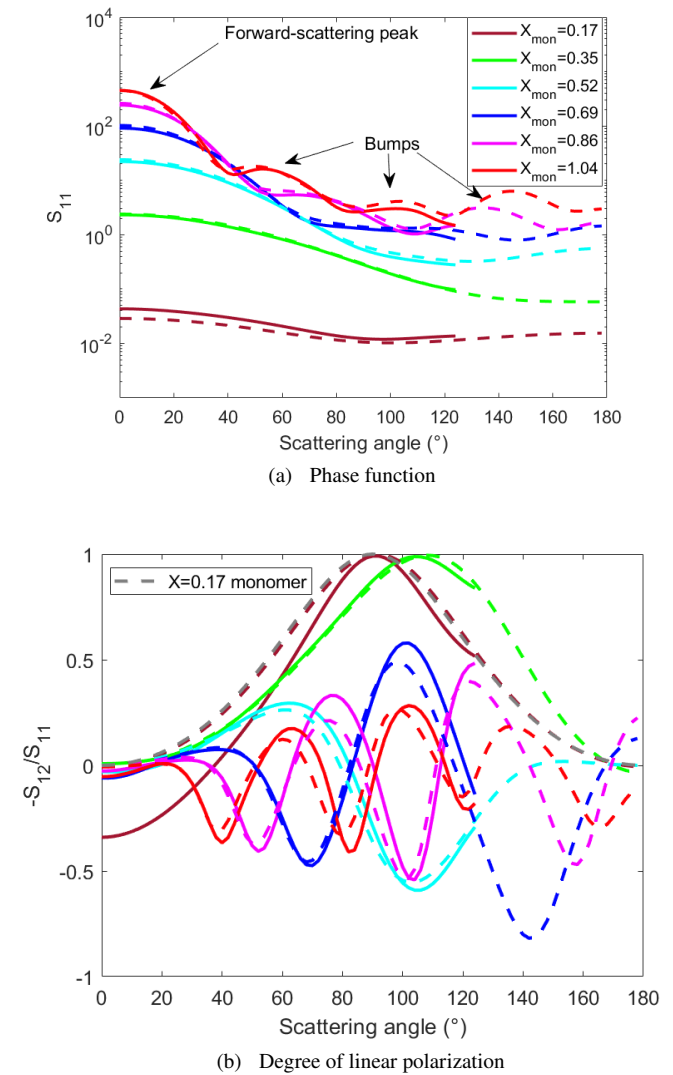 10^4
Forward-scattering peak
X_mon=0.17
X_mon=0.35
10^2
X_mon=0.52
X_mon=0.69
Bumps
X_mon=0.86
X_mon=1.04
S_11
10^0
10^-2
0 20 40 60 80 100 120 140 160 180
Scattering angle (°)
(a) Phase function
1
X=0.17 monomer
0.5
-S_12/S_11
0
-0.5
-1
0 20 40 60 80 100 120 140 160 180
Scattering angle (°)
(b) Degree of linear polarization